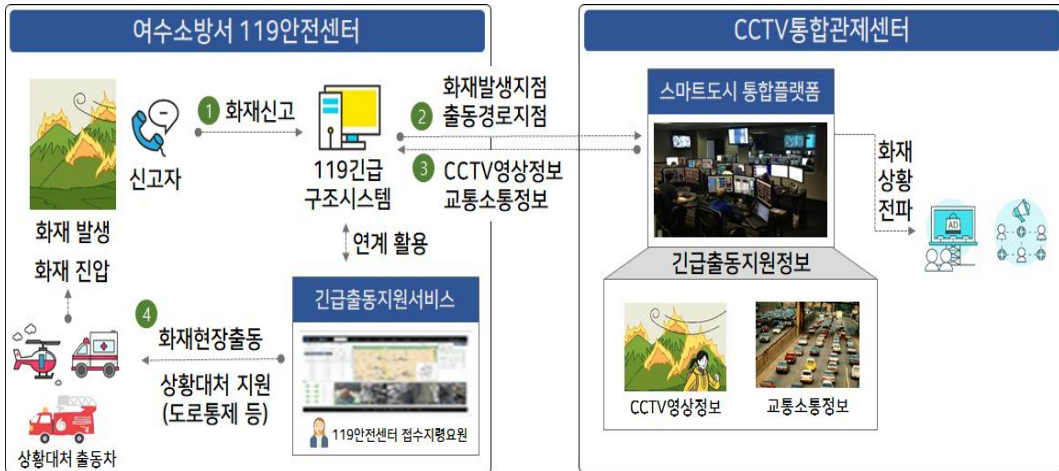 여수소방서 119안전센터
CCTV통합관제센터
1 화재신고
신고자
화재 발생
화재 진압
119긴급
구조시스템
2 화재발생지점
출동경로지점
3 CCTV영상정보
교통소통정보
연계 활용
긴급출동지원서비스
119안전센터 접수지령요원
4
화재현장출동
상황대처 지원
(도로통제 등)
상황대처 출동차
스마트도시 통합플랫폼
화재
상황
전파
AD
긴급출동지원정보
CCTV영상정보
교통소통정보